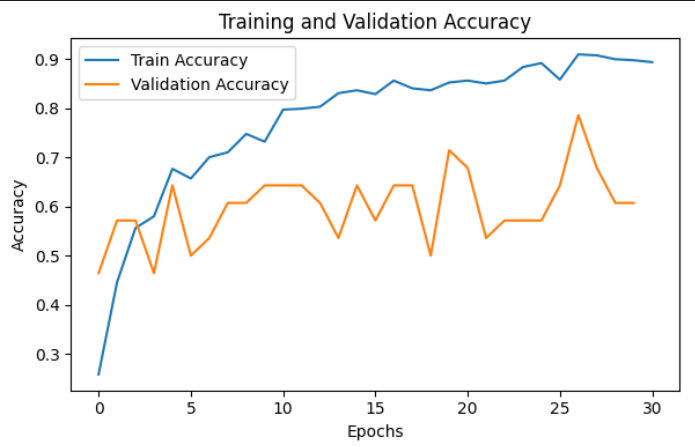 Training and Validation Accuracy
Train Accuracy
Validation Accuracy
0.9
0.8
0.7
0.6
0.5
0.4
0.3
Accuracy
0 5 10 15 20 25 30
Epochs